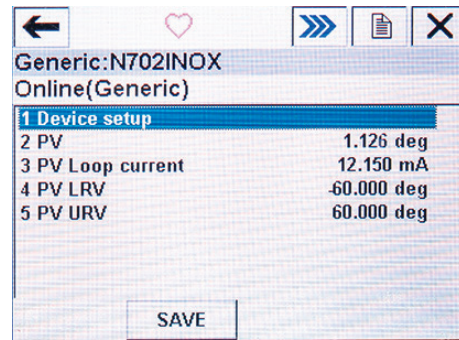 Generic:N702INOX
Online(Generic)
1 Device setup
2 PV 1.126 deg
3 PV Loop current 12.150 mA
4 PV LRV -60.000 deg
5 PV URV 60.000 deg
SAVE